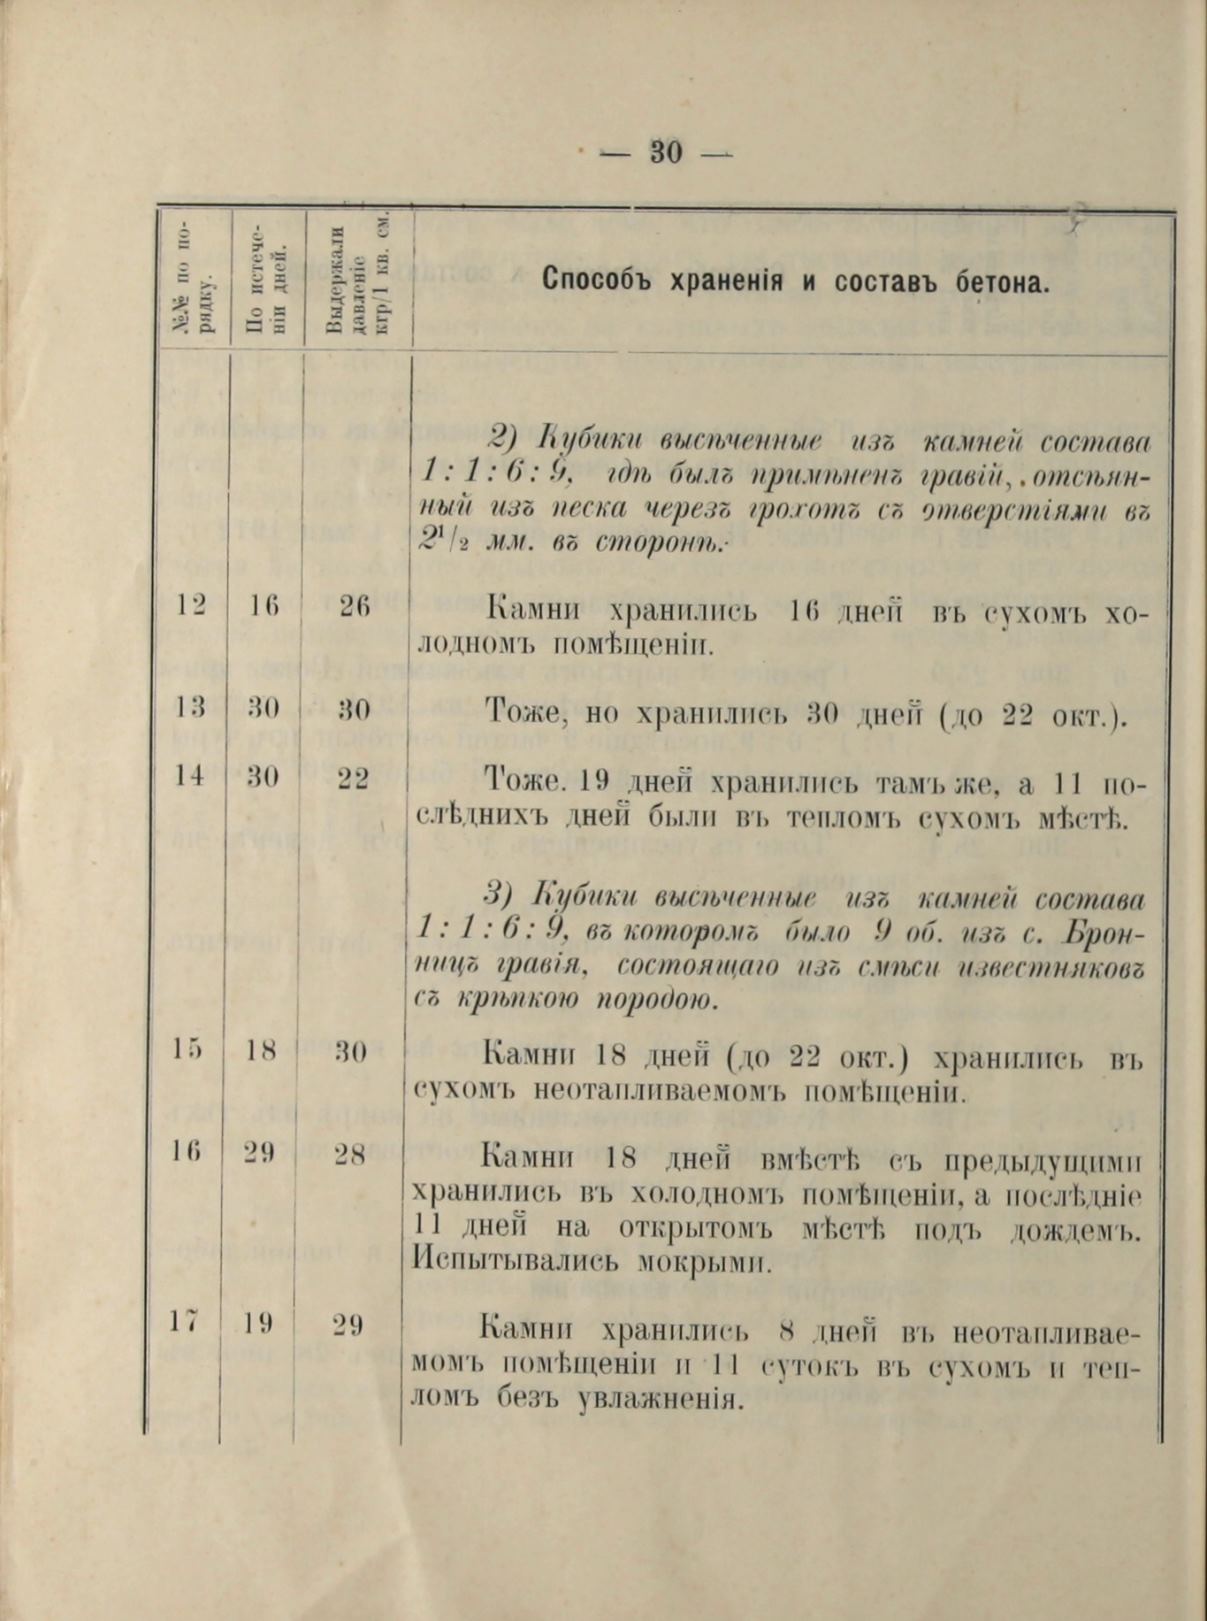 — 30 —
№№ по по-
рядку.
По истече-
ніи дней.
Выдержали
давленіе
кгр/1 кв. см.
Способъ храненія и составъ бетона.
2) Кубики высѣченные изъ камней состава
1 : 1 : 6 : 9, гдѣ былъ примѣненъ гравій, отсѣян-
ный изъ песка черезъ грохотъ съ отверстіями въ
2¹/₂ мм. въ сторонѣ.
12 16 26 Камни хранились 16 дней въ сухомъ хо-
лодномъ помѣщеніи.
13 30 30 Тоже, но хранились 30 дней (до 22 окт.).
14 30 22 Тоже. 19 дней хранились тамъ же, а 11 по-
слѣднихъ дней были въ тепломъ сухомъ мѣстѣ.
3) Кубики высѣченные изъ камней состава
1 : 1 : 6 : 9, въ которомъ было 9 об. изъ с. Брон-
ницъ гравія, состоящаго изъ смѣси известняковъ
съ крѣпкою породою.
15 18 30 Камни 18 дней (до 22 окт.) хранились въ
сухомъ неотапливаемомъ помѣщеніи.
16 29 28 Камни 18 дней вмѣстѣ съ предыдущими
хранились въ холодномъ помѣщеніи, а послѣдніе
11 дней на открытомъ мѣстѣ подъ дождемъ.
Испытывались мокрыми.
17 19 29 Камни хранились 8 дней въ неотапливае-
момъ помѣщеніи и 11 сутокъ въ сухомъ и теп-
ломъ безъ увлажненія.